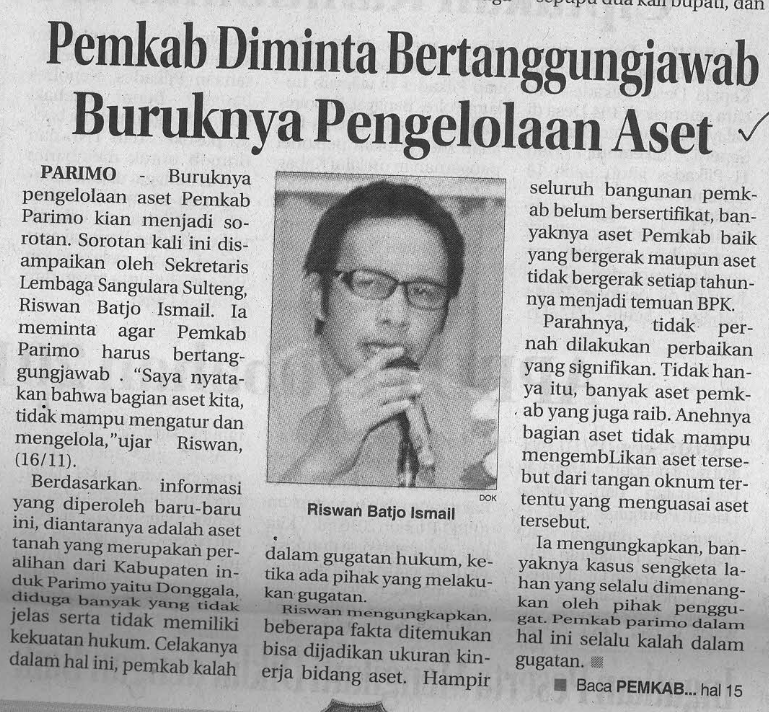 sepupu dua kali bupati, dan
Pemkab Diminta Bertanggungjawab
Buruknya Pengelolaan Aset
PARIMO - Buruknya
pengelolaan aset Pemkab
Parimo kian menjadi so-
rotan. Sorotan kali ini dis-
ampaikan oleh Sekretaris
Lembaga Sangulara Sulteng,
Riswan Batjo Ismail. Ia
meminta agar Pemkab
Parimo harus bertang-
gungjawab . “Saya nyata-
kan bahwa bagian aset kita,
tidak mampu mengatur dan
mengelola,”ujar Riswan,
(16/11).
Berdasarkan informasi
yang diperoleh baru-baru
ini, diantaranya adalah aset
tanah yang merupakan per-
alihan dari Kabupaten in-
duk Parimo yaitu Donggala,
diduga banyak yang tidak
jelas serta tidak memiliki
kekuatan hukum. Celakanya
dalam hal ini, pemkab kalah
DOK
Riswan Batjo Ismail
dalam gugatan hukum, ke-
tika ada pihak yang melaku-
kan gugatan.
Riswan mengungkapkan,
beberapa fakta ditemukan
bisa dijadikan ukuran kin-
erja bidang aset. Hampir
seluruh bangunan pemk-
ab belum bersertifikat, ban-
yaknya aset Pemkab baik
yang bergerak maupun aset
tidak bergerak setiap tahun-
nya menjadi temuan BPK.
Parahnya, tidak per-
nah dilakukan perbaikan
yang signifikan. Tidak han-
ya itu, banyak aset pemk-
ab yang juga raib. Anehnya
bagian aset tidak mampu
mengembLikan aset terse-
but dari tangan oknum ter-
tentu yang menguasai aset
tersebut.
Ia mengungkapkan, ban-
yaknya kasus sengketa la-
han yang selalu dimenang-
kan oleh pihak penggu-
gat. Pemkab parimo dalam
hal ini selalu kalah dalam
gugatan.
Baca PEMKAB... hal 15